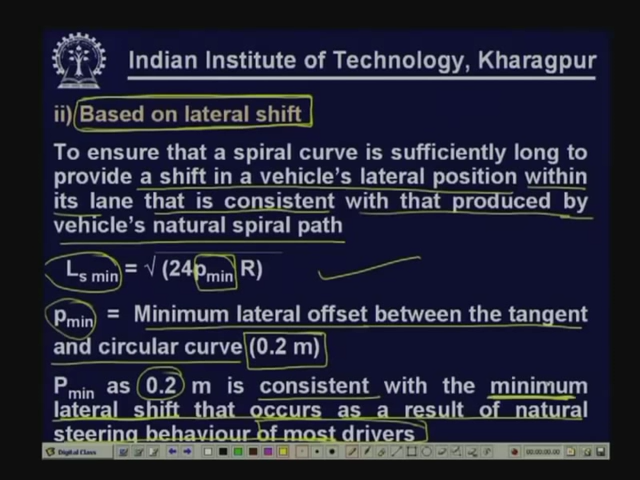 Indian Institute of Technology, Kharagpur
ii) Based on lateral shift
To ensure that a spiral curve is sufficiently long to
provide a shift in a vehicle's lateral position within
its lane that is consistent with that produced by
vehicle's natural spiral path
Ls min = √ (24pmin R)
pmin = Minimum lateral offset between the tangent
and circular curve (0.2 m)
Pmin as 0.2 m is consistent with the minimum
lateral shift that occurs as a result of natural
steering behaviour of most drivers
Digital Class 00:00:00.00